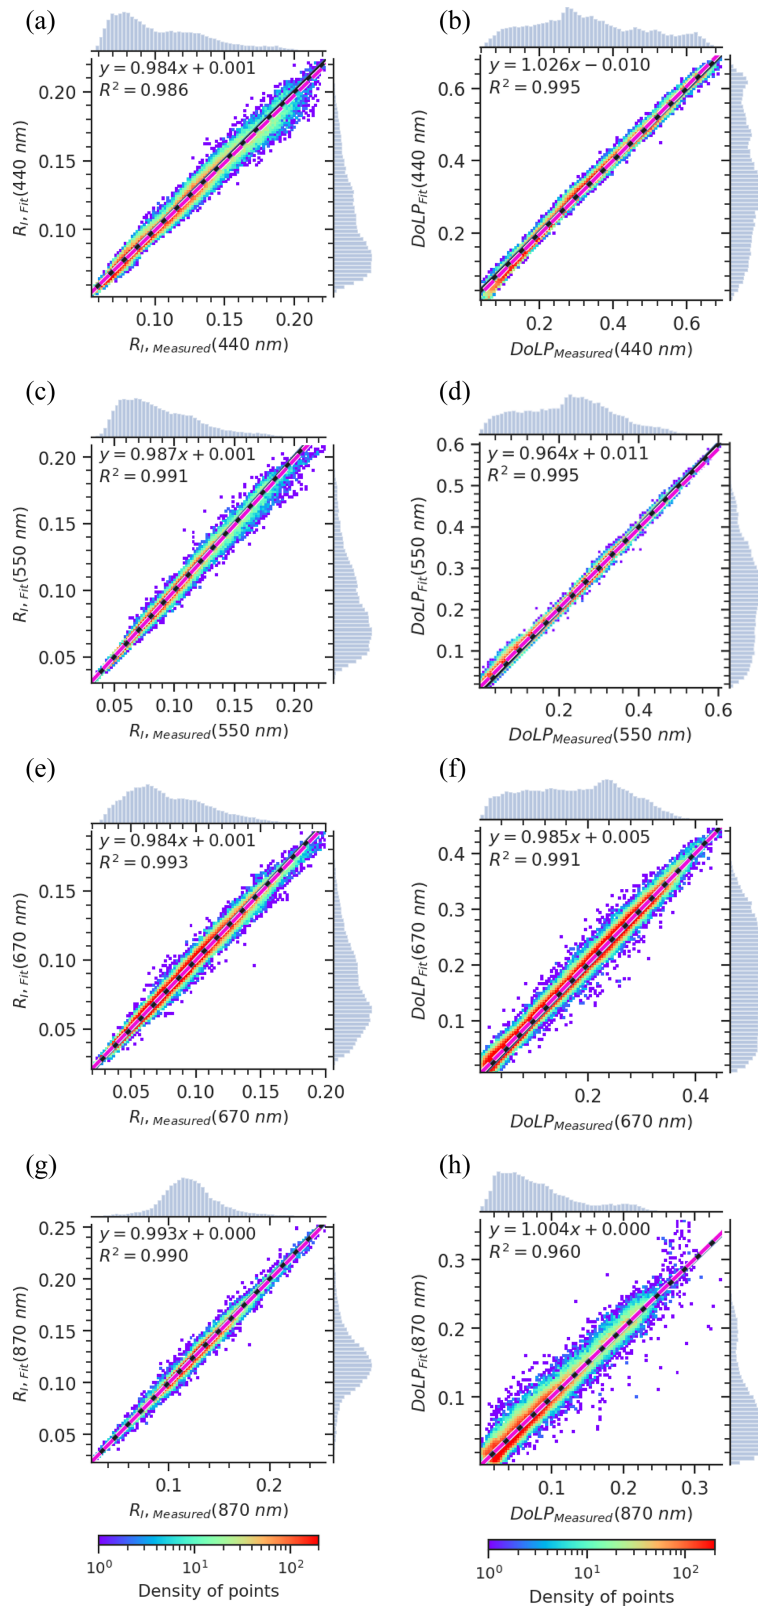 (a)
y = 0.984x + 0.001
R² = 0.986
R_I, Fit(440 nm)
0.20
0.15
0.10
0.10 0.15 0.20
R_I, Measured(440 nm)
(b)
y = 1.026x − 0.010
R² = 0.995
DoLP_Fit(440 nm)
0.6
0.4
0.2
0.2 0.4 0.6
DoLP_Measured(440 nm)
(c)
y = 0.987x + 0.001
R² = 0.991
R_I, Fit(550 nm)
0.20
0.15
0.10
0.05
0.05 0.10 0.15 0.20
R_I, Measured(550 nm)
(d)
y = 0.964x + 0.011
R² = 0.995
DoLP_Fit(550 nm)
0.6
0.5
0.4
0.3
0.2
0.1
0.2 0.4 0.6
DoLP_Measured(550 nm)
(e)
y = 0.984x + 0.001
R² = 0.993
R_I, Fit(670 nm)
0.15
0.10
0.05
0.05 0.10 0.15 0.20
R_I, Measured(670 nm)
(f)
y = 0.985x + 0.005
R² = 0.991
DoLP_Fit(670 nm)
0.4
0.3
0.2
0.1
0.2 0.4
DoLP_Measured(670 nm)
(g)
y = 0.993x + 0.000
R² = 0.990
R_I, Fit(870 nm)
0.25
0.20
0.15
0.10
0.05
0.1 0.2
R_I, Measured(870 nm)
(h)
y = 1.004x + 0.000
R² = 0.960
DoLP_Fit(870 nm)
0.3
0.2
0.1
0.1 0.2 0.3
DoLP_Measured(870 nm)
10⁰ 10¹ 10²
Density of points
10⁰ 10¹ 10²
Density of points